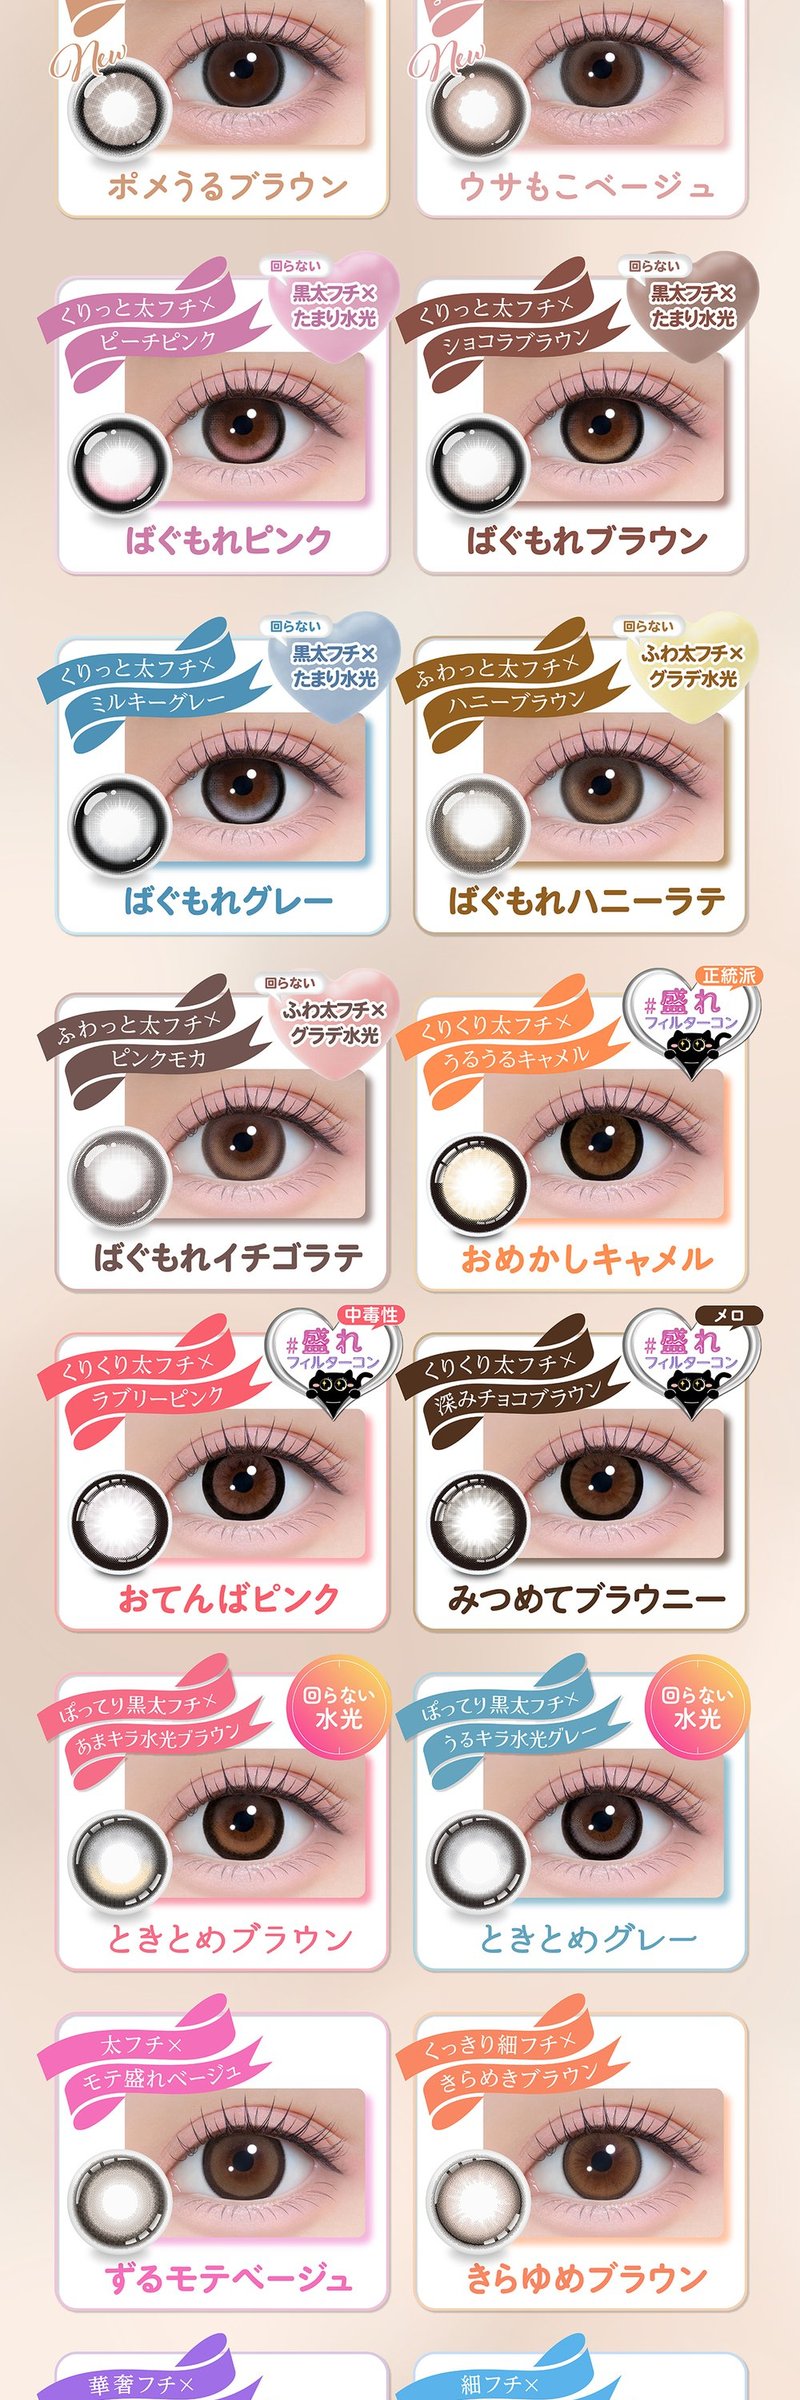 New
ポメうるブラウン
New
ウサもこベージュ
くりっと太フチ×
ピーチピンク
回らない
黒太フチ×
たまり水光
ばぐもれピンク
くりっと太フチ×
ショコラブラウン
回らない
黒太フチ×
たまり水光
ばぐもれブラウン
くりっと太フチ×
ミルキーグレー
回らない
黒太フチ×
たまり水光
ばぐもれグレー
ふわっと太フチ×
ハニーブラウン
回らない
ふわ太フチ×
グラデ水光
ばぐもれハニーラテ
ふわっと太フチ×
ピンクモカ
回らない
ふわ太フチ×
グラデ水光
ばぐもれイチゴラテ
くりくり太フチ×
うるうるキャメル
正統派
#盛れ
フィルターコン
おめかしキャメル
くりくり太フチ×
ラブリーピンク
中毒性
#盛れ
フィルターコン
おてんばピンク
くりくり太フチ×
深みチョコブラウン
メロ
#盛れ
フィルターコン
みつめてブラウニー
ぽってり黒太フチ×
あまキラ水光ブラウン
回らない
水光
ときとめブラウン
ぽってり黒太フチ×
うるキラ水光グレー
回らない
水光
ときとめグレー
太フチ×
モテ盛れベージュ
ずるモテベージュ
くっきり細フチ×
きらめきブラウン
きらゆめブラウン
華奢フチ×
細フチ×